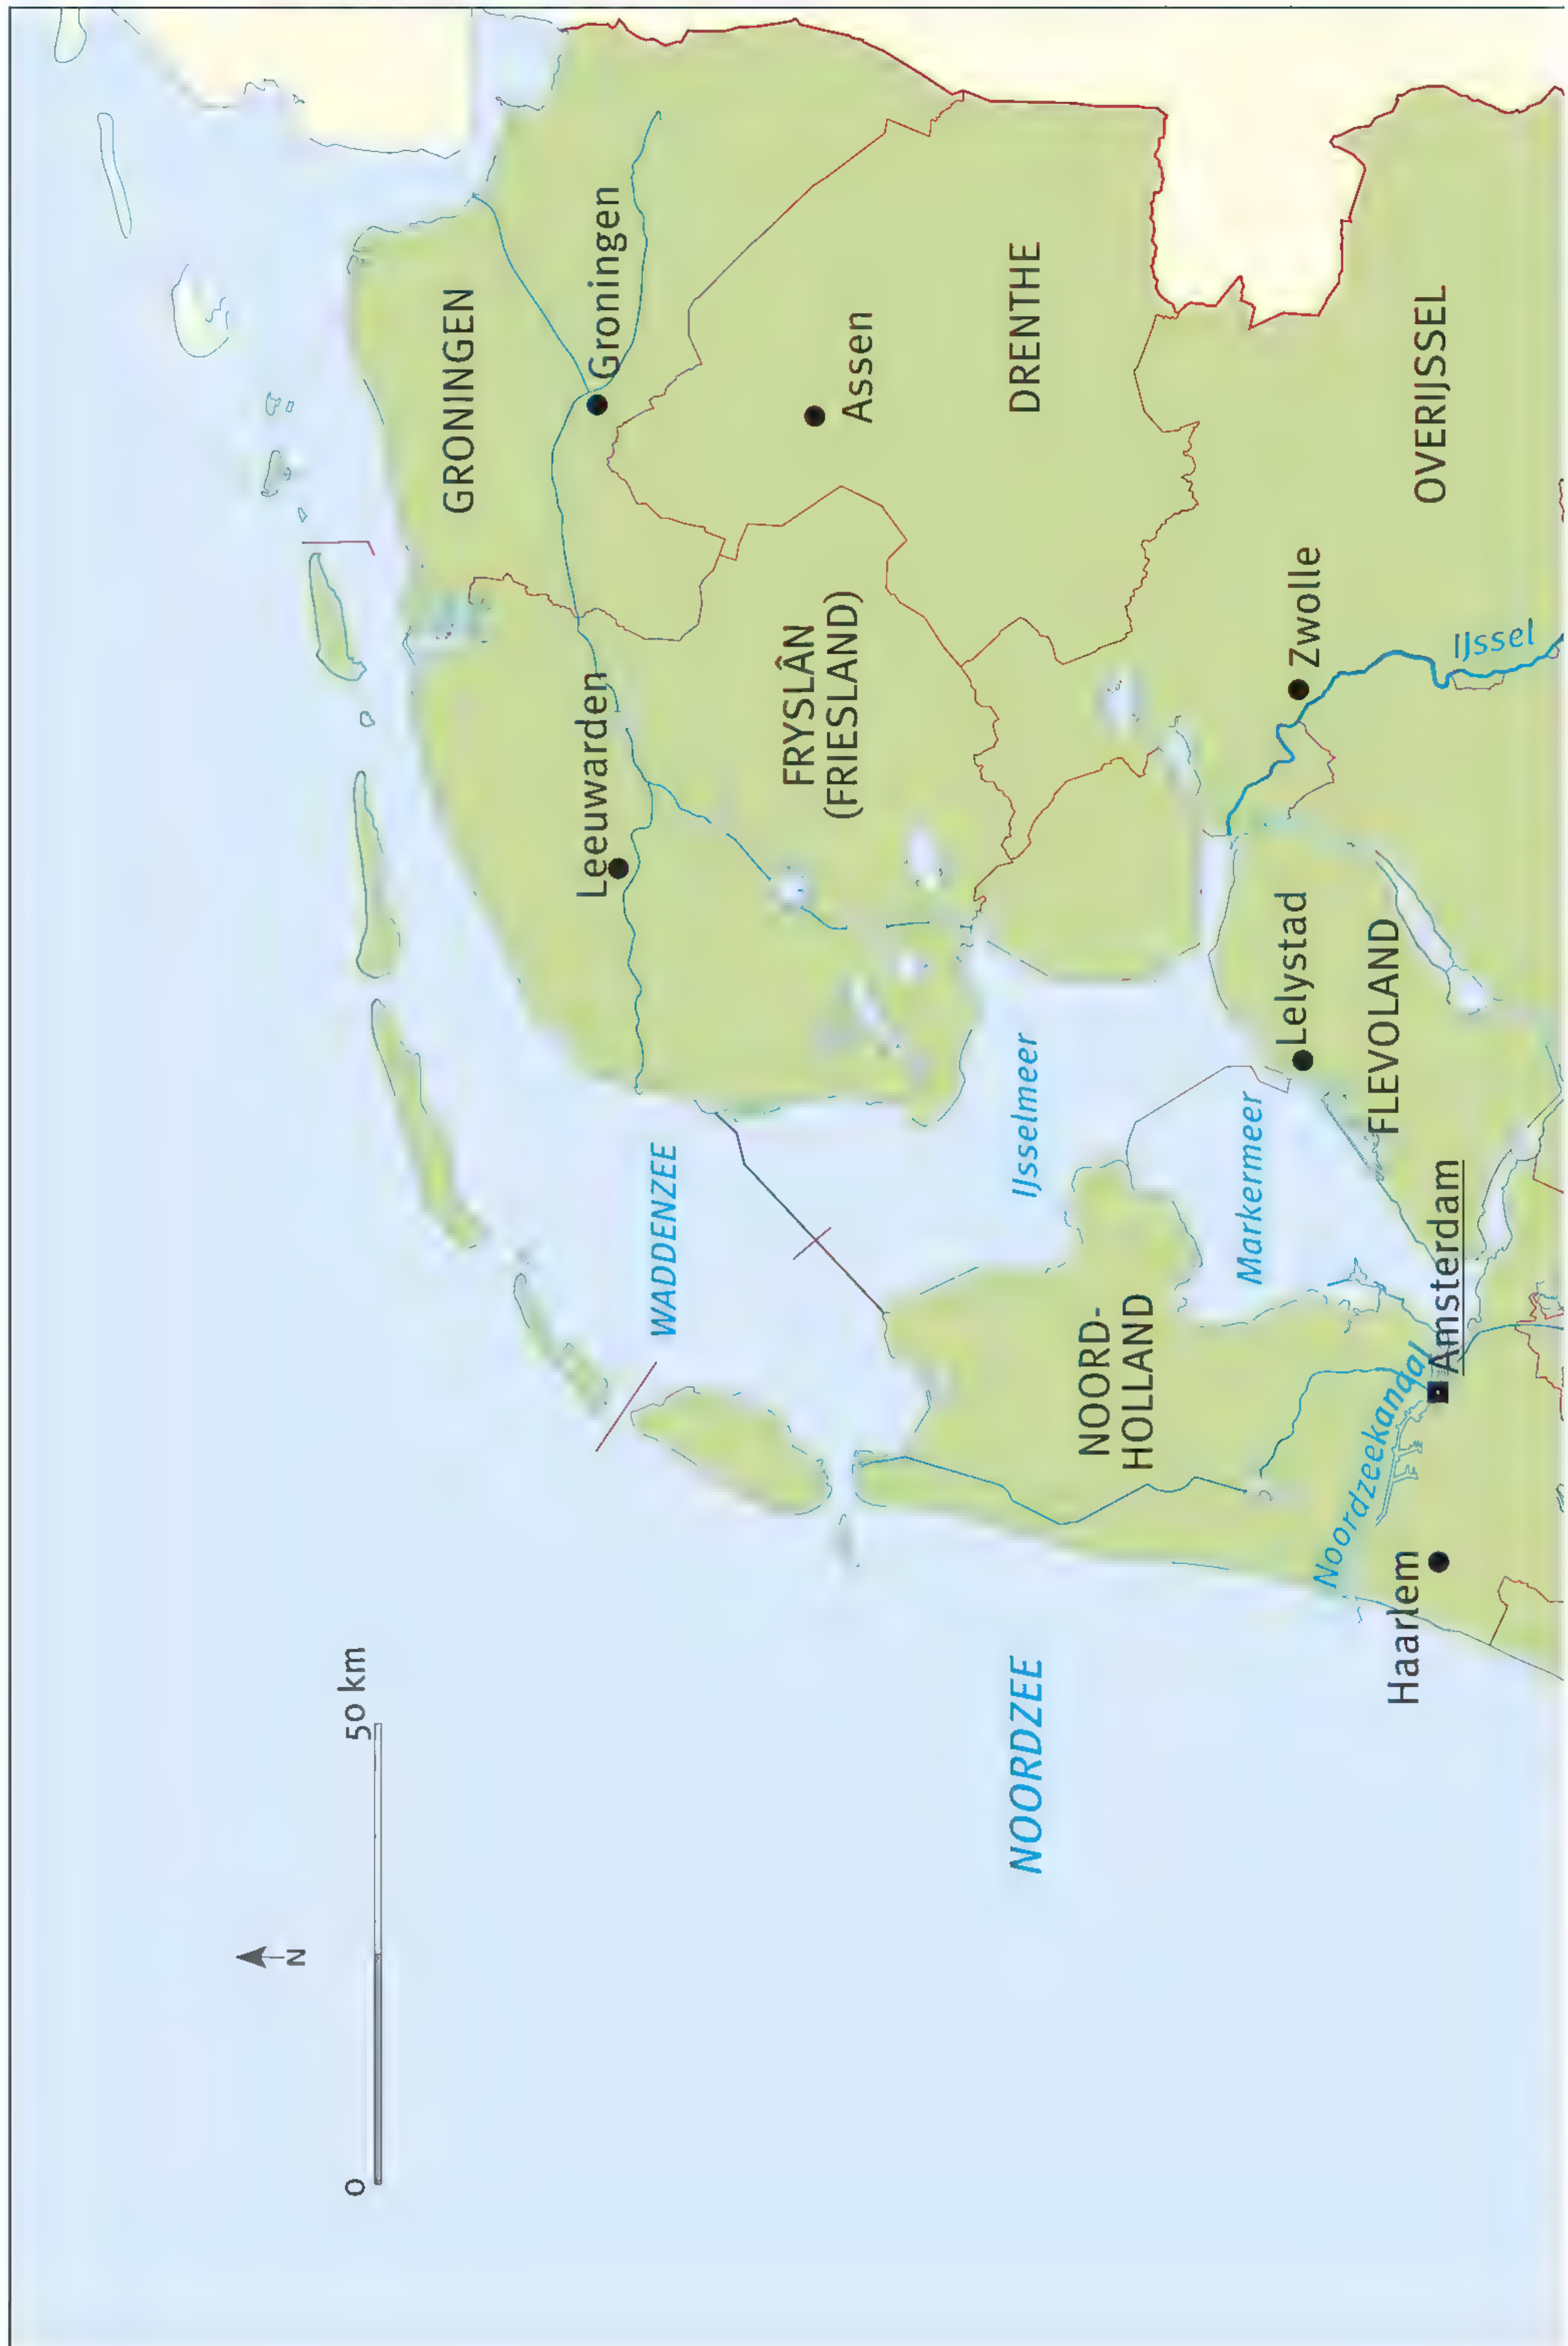 0
50 km
N
GRONINGEN
Groningen
Leeuwarden
WADDENZEE
Assen
FRYSLÂN
(FRIESLAND)
DRENTHE
NOORDZEE
IJsselmeer
NOORD-
HOLLAND
Markermeer
Lelystad
Zwolle
FLEVOLAND
OVERIJSSEL
IJssel
Noordzeekanaal
Haarlem
Amsterdam